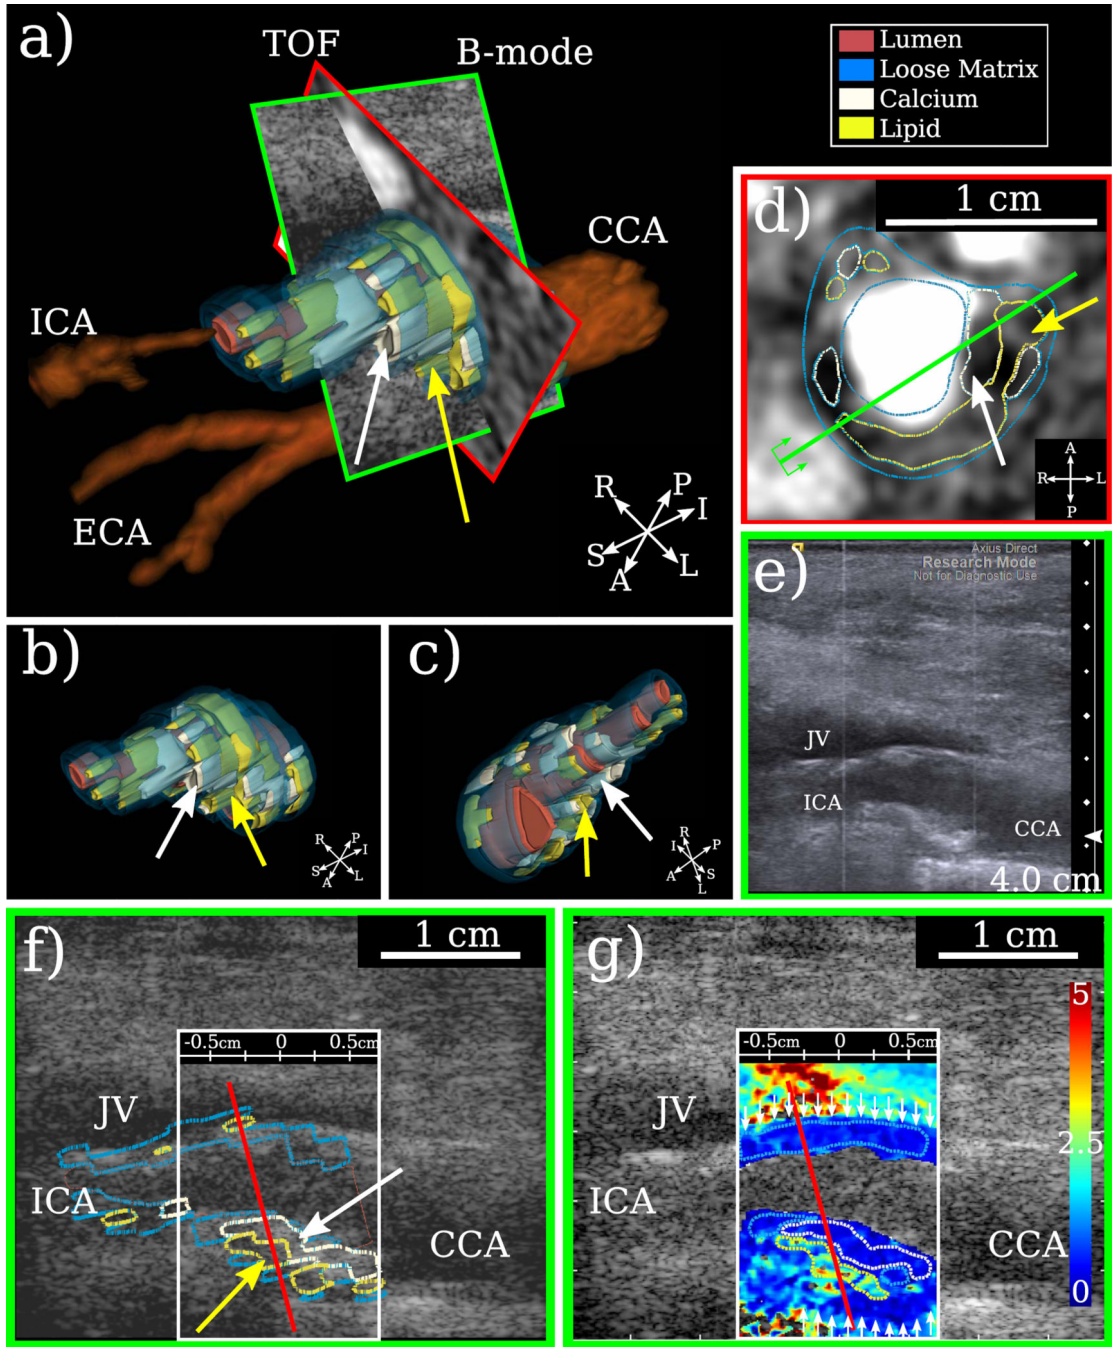 a)
TOF
B-mode
Lumen
Loose Matrix
Calcium
Lipid
CCA
ICA
ECA
R
P
I
S
A
L
d)
1 cm
A
R
L
P
b)
R
P
I
S
A
L
c)
R
I
P
A
L
e)
Axius Direct
Research Mode
Not for Diagnostic Use
JV
ICA
CCA
4.0 cm
f)
1 cm
-0.5cm 0 0.5cm
JV
ICA
CCA
g)
1 cm
-0.5cm 0 0.5cm
JV
ICA
CCA
5
2.5
0